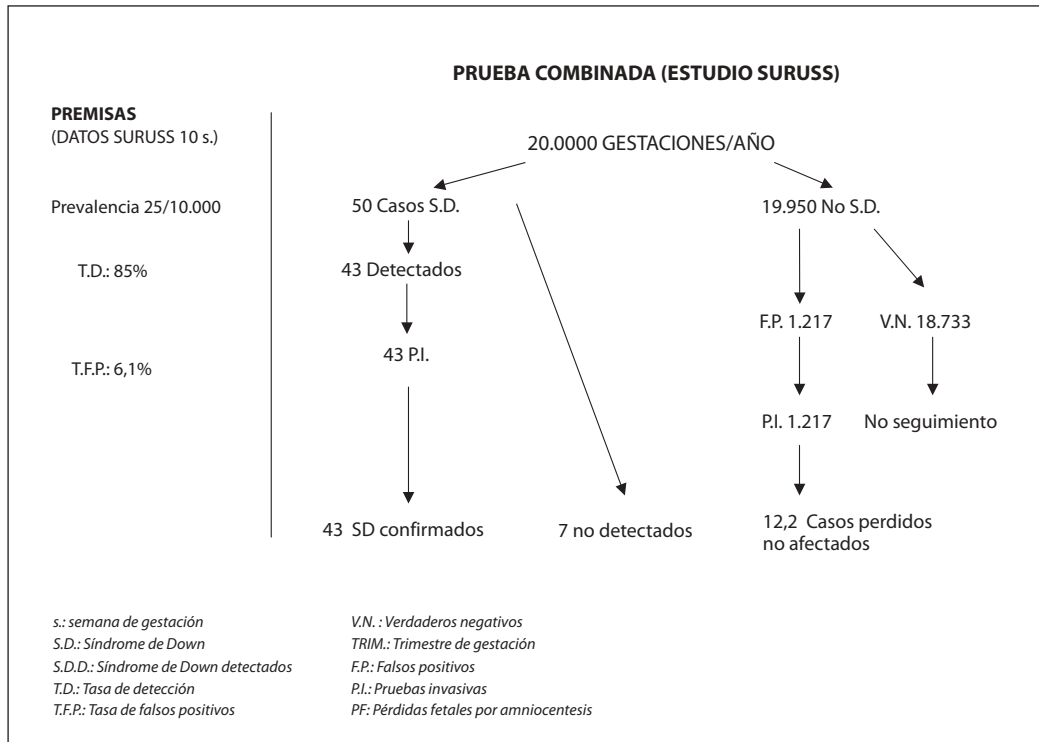 PRUEBA COMBINADA (ESTUDIO SURUSS)
PREMISAS
(DATOS SURUSS 10 s.)
20.0000 GESTACIONES/AÑO
Prevalencia 25/10.000
50 Casos S.D.
19.950 No S.D.
T.D.: 85%
43 Detectados
F.P. 1.217
V.N. 18.733
43 P.I.
T.F.P.: 6,1%
P.I. 1.217
No seguimiento
43 SD confirmados
7 no detectados
12,2 Casos perdidos
no afectados
s.: semana de gestación
S.D.: Síndrome de Down
S.D.D.: Síndrome de Down detectados
T.D.: Tasa de detección
T.F.P.: Tasa de falsos positivos
V.N. : Verdaderos negativos
TRIM.: Trimestre de gestación
F.P.: Falsos positivos
P.I.: Pruebas invasivas
PF: Pérdidas fetales por amniocentesis